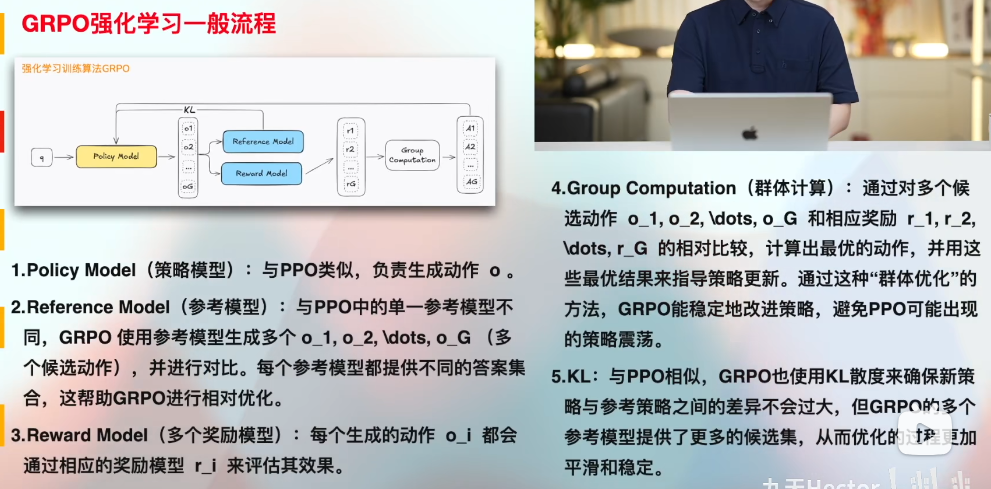 GRPO强化学习一般流程
强化学习训练算法GRPO
KL
q
Policy Model
o1
o2
...
oG
Reference Model
Reward Model
r1
r2
...
rG
Group
Computation
A1
A2
...
AG
1.Policy Model（策略模型）：与PPO类似，负责生成动作 o 。
2.Reference Model（参考模型）：与PPO中的单一参考模型不
同，GRPO 使用参考模型生成多个 o_1, o_2, \dots, o_G （多
个候选动作），并进行对比。每个参考模型都提供不同的答案集
合，这帮助GRPO进行相对优化。
3.Reward Model（多个奖励模型）：每个生成的动作 o_i 都会
通过相应的奖励模型 r_i 来评估其效果。
4.Group Computation（群体计算）：通过对多个候
选动作 o_1, o_2, \dots, o_G 和相应奖励 r_1, r_2,
\dots, r_G 的相对比较，计算出最优的动作，并用这
些最优结果来指导策略更新。通过这种“群体优化”的
方法，GRPO能稳定地改进策略，避免PPO可能出现
的策略震荡。
5.KL：与PPO相似，GRPO也使用KL散度来确保新策
略与参考策略之间的差异不会过大，但GRPO的多个
参考模型提供了更多的候选集，从而优化的过程更加
平滑和稳定。
九天Hector